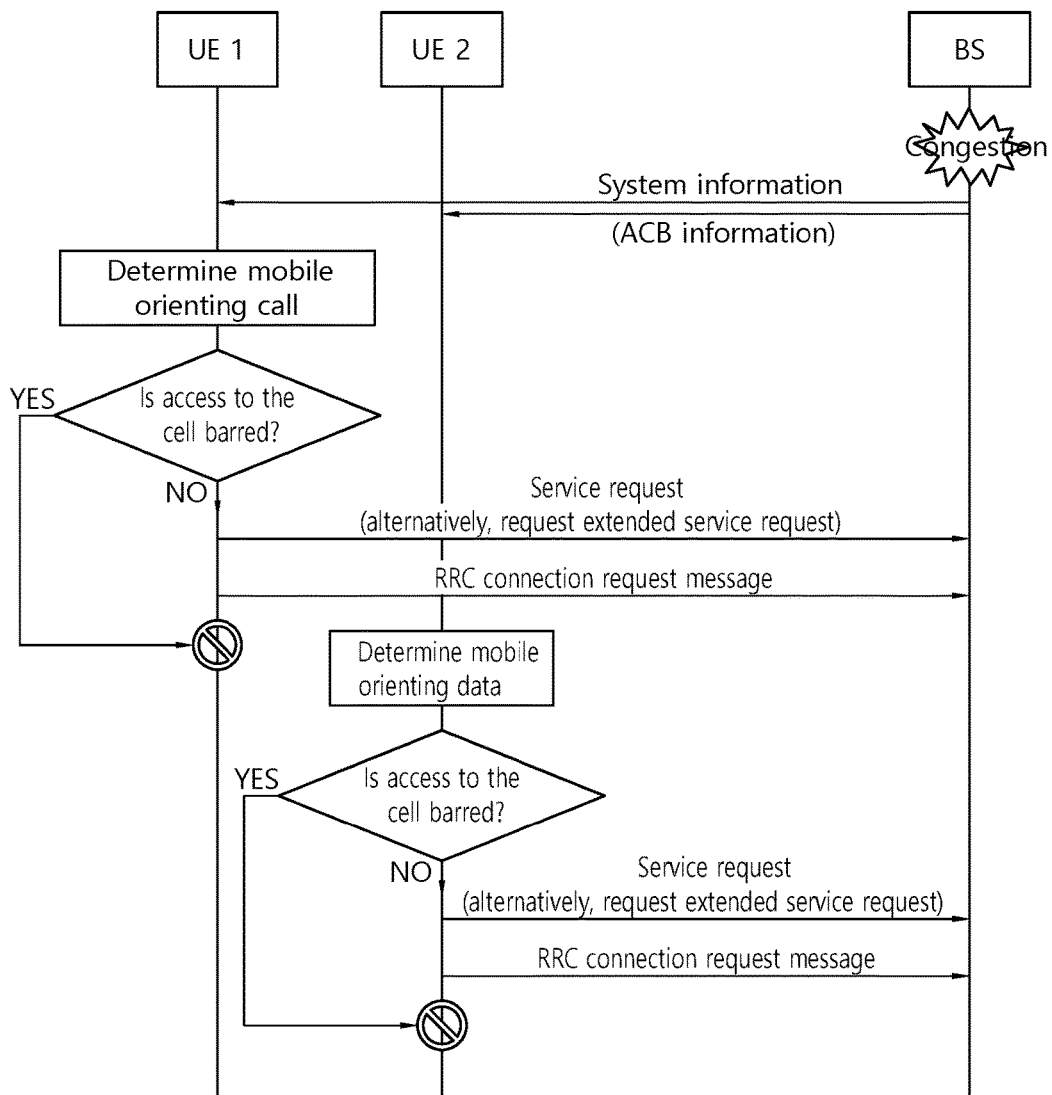 UE 1
UE 2
BS
Congestion
System information
(ACB information)
Determine mobile
orienting call
YES
Is access to the
cell barred?
NO
Service request
(alternatively, request extended service request)
RRC connection request message
Determine mobile
orienting data
YES
Is access to the
cell barred?
NO
Service request
(alternatively, request extended service request)
RRC connection request message